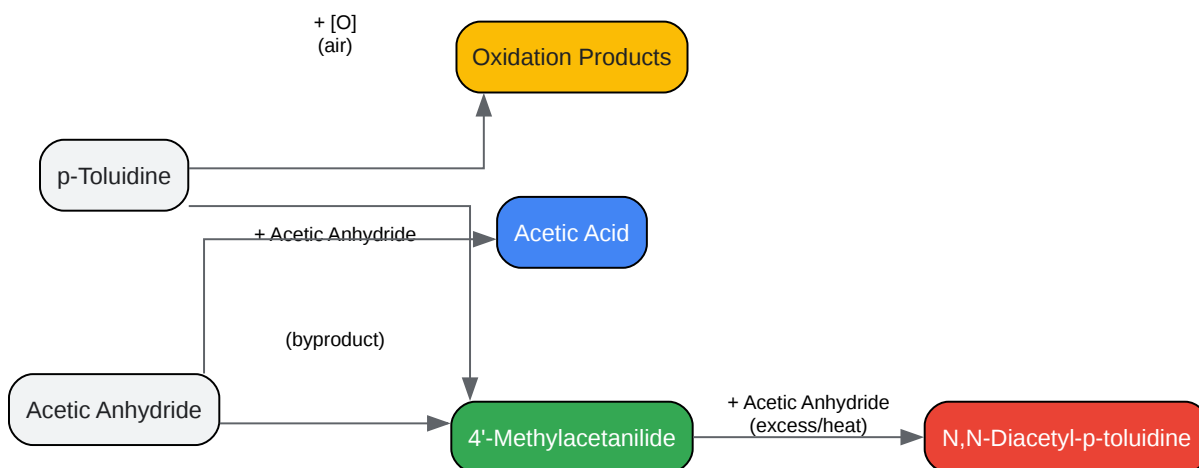 + [O]
(air)
Oxidation Products
p-Toluidine
Acetic Acid
+ Acetic Anhydride
(byproduct)
Acetic Anhydride
4'-Methylacetanilide
+ Acetic Anhydride
(excess/heat)
N,N-Diacetyl-p-toluidine